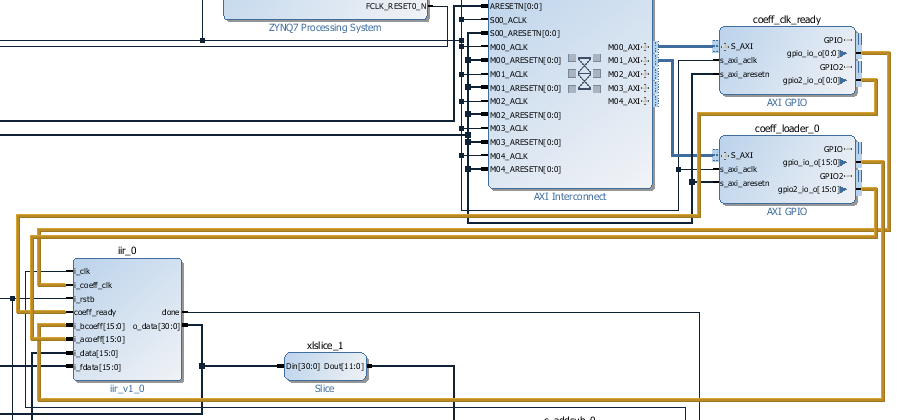 FCLK_RESET0_N
ZYNQ7 Processing System
ARESETN[0:0]
S00_ACLK
S00_ARESETN[0:0]
M00_ACLK
M00_ARESETN[0:0]
M01_ACLK
M01_ARESETN[0:0]
M02_ACLK
M02_ARESETN[0:0]
M03_ACLK
M03_ARESETN[0:0]
M04_ACLK
M04_ARESETN[0:0]
M00_AXI
M01_AXI
M02_AXI
M03_AXI
M04_AXI
AXI Interconnect
coeff_clk_ready
S_AXI
s_axi_aclk
s_axi_aresetn
GPIO
gpio_io_o[0:0]
GPIO2
gpio2_io_o[0:0]
AXI GPIO
coeff_loader_0
S_AXI
s_axi_aclk
s_axi_aresetn
GPIO
gpio_io_o[15:0]
GPIO2
gpio2_io_o[15:0]
AXI GPIO
iir_0
i_clk
i_coeff_clk
i_rstb
coeff_ready
i_bcoeff[15:0]
i_acoeff[15:0]
i_data[15:0]
i_fdata[15:0]
done
o_data[30:0]
iir_v1_0
xlslice_1
Din[30:0] Dout[11:0]
Slice